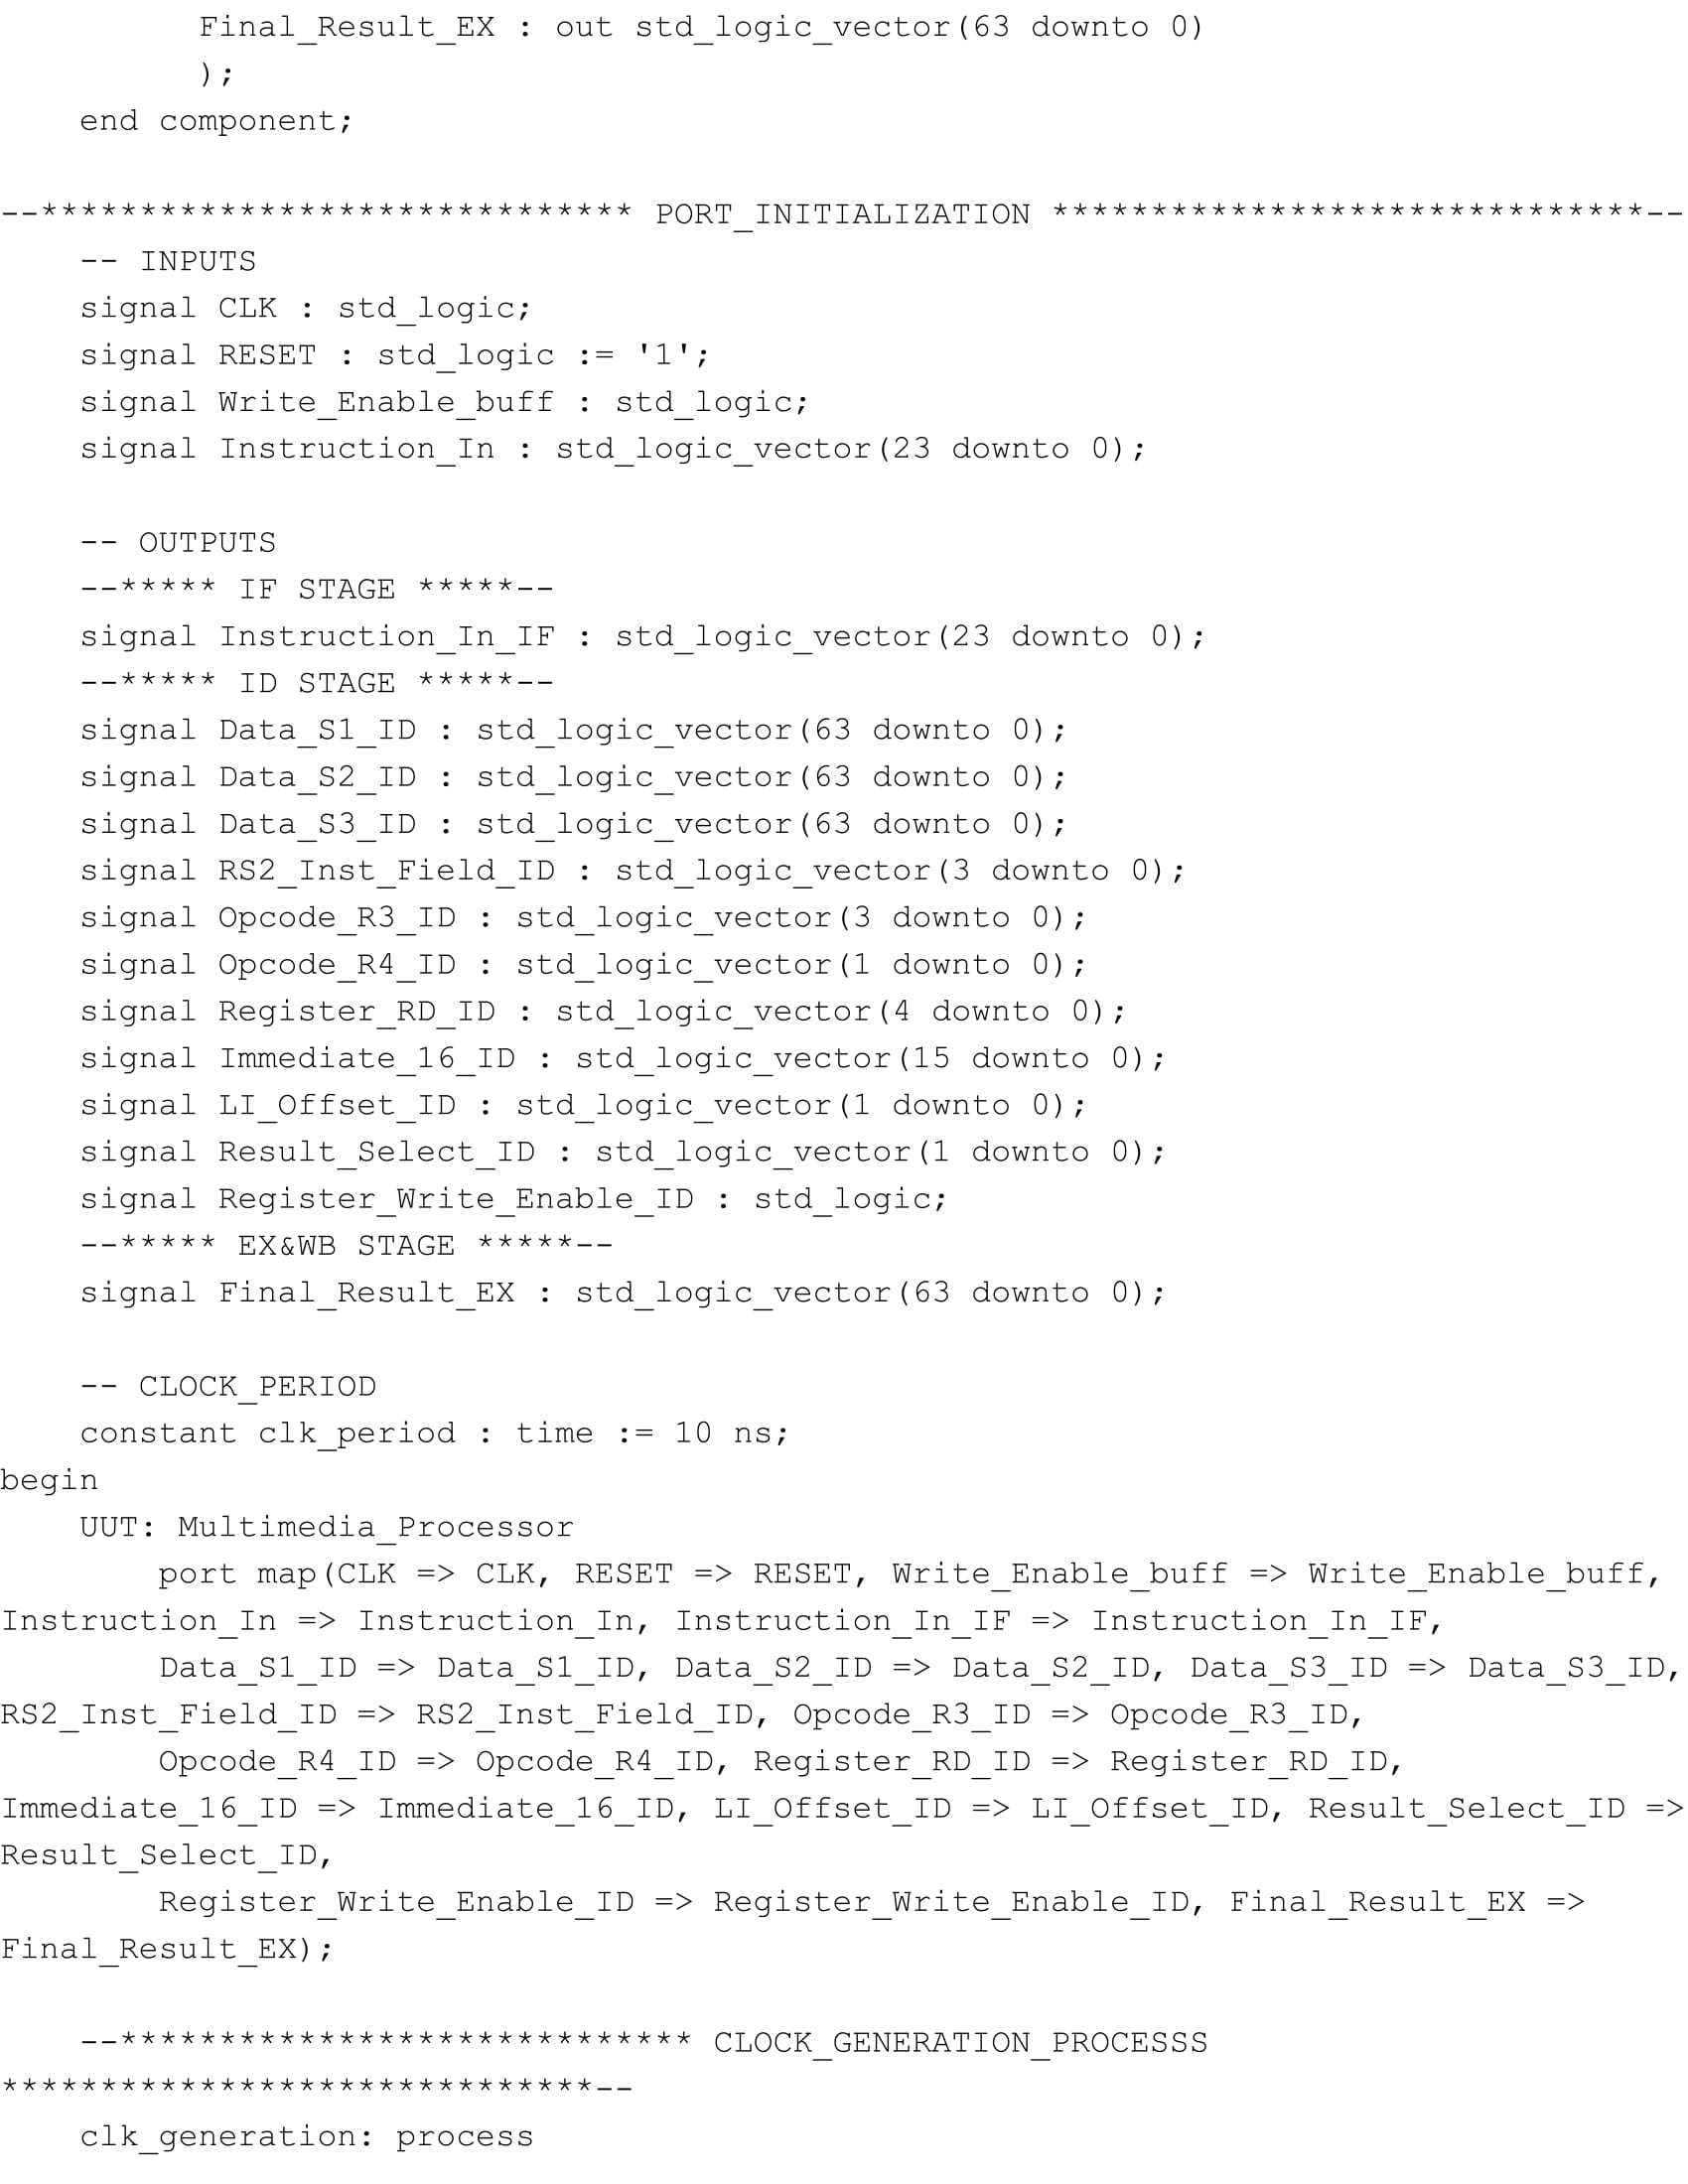 Final_Result_EX : out std_logic_vector(63 downto 0)
);
end component;
--****************************** PORT_INITIALIZATION ******************************--
-- INPUTS
signal CLK : std_logic;
signal RESET : std_logic := '1';
signal Write_Enable_buff : std_logic;
signal Instruction_In : std_logic_vector(23 downto 0);
-- OUTPUTS
--***** IF STAGE *****--
signal Instruction_In_IF : std_logic_vector(23 downto 0);
--***** ID STAGE *****--
signal Data_S1_ID : std_logic_vector(63 downto 0);
signal Data_S2_ID : std_logic_vector(63 downto 0);
signal Data_S3_ID : std_logic_vector(63 downto 0);
signal RS2_Inst_Field_ID : std_logic_vector(3 downto 0);
signal Opcode_R3_ID : std_logic_vector(3 downto 0);
signal Opcode_R4_ID : std_logic_vector(1 downto 0);
signal Register_RD_ID : std_logic_vector(4 downto 0);
signal Immediate_16_ID : std_logic_vector(15 downto 0);
signal LI_Offset_ID : std_logic_vector(1 downto 0);
signal Result_Select_ID : std_logic_vector(1 downto 0);
signal Register_Write_Enable_ID : std_logic;
--***** EX&WB STAGE *****--
signal Final_Result_EX : std_logic_vector(63 downto 0);
-- CLOCK_PERIOD
constant clk_period : time := 10 ns;
begin
UUT: Multimedia_Processor
port map(CLK => CLK, RESET => RESET, Write_Enable_buff => Write_Enable_buff,
Instruction_In => Instruction_In, Instruction_In_IF => Instruction_In_IF,
Data_S1_ID => Data_S1_ID, Data_S2_ID => Data_S2_ID, Data_S3_ID => Data_S3_ID,
RS2_Inst_Field_ID => RS2_Inst_Field_ID, Opcode_R3_ID => Opcode_R3_ID,
Opcode_R4_ID => Opcode_R4_ID, Register_RD_ID => Register_RD_ID,
Immediate_16_ID => Immediate_16_ID, LI_Offset_ID => LI_Offset_ID, Result_Select_ID =>
Result_Select_ID,
Register_Write_Enable_ID => Register_Write_Enable_ID, Final_Result_EX =>
Final_Result_EX);
--***************************** CLOCK_GENERATION_PROCESSS
******************************--
clk_generation: process